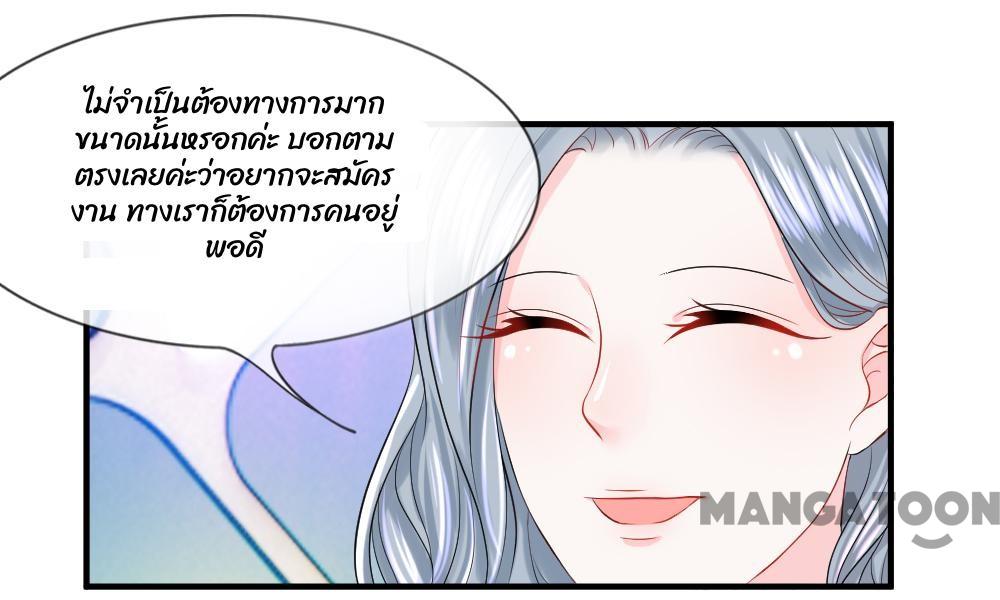 ไม่จำเป็นต้องทางการมาก
ขนาดนั้นหรอกค่ะ บอกตาม
ตรงเลยค่ะว่าอยากจะสมัคร
งาน ทางเราก็ต้องการคนอยู่
พอดี
MANGATOON